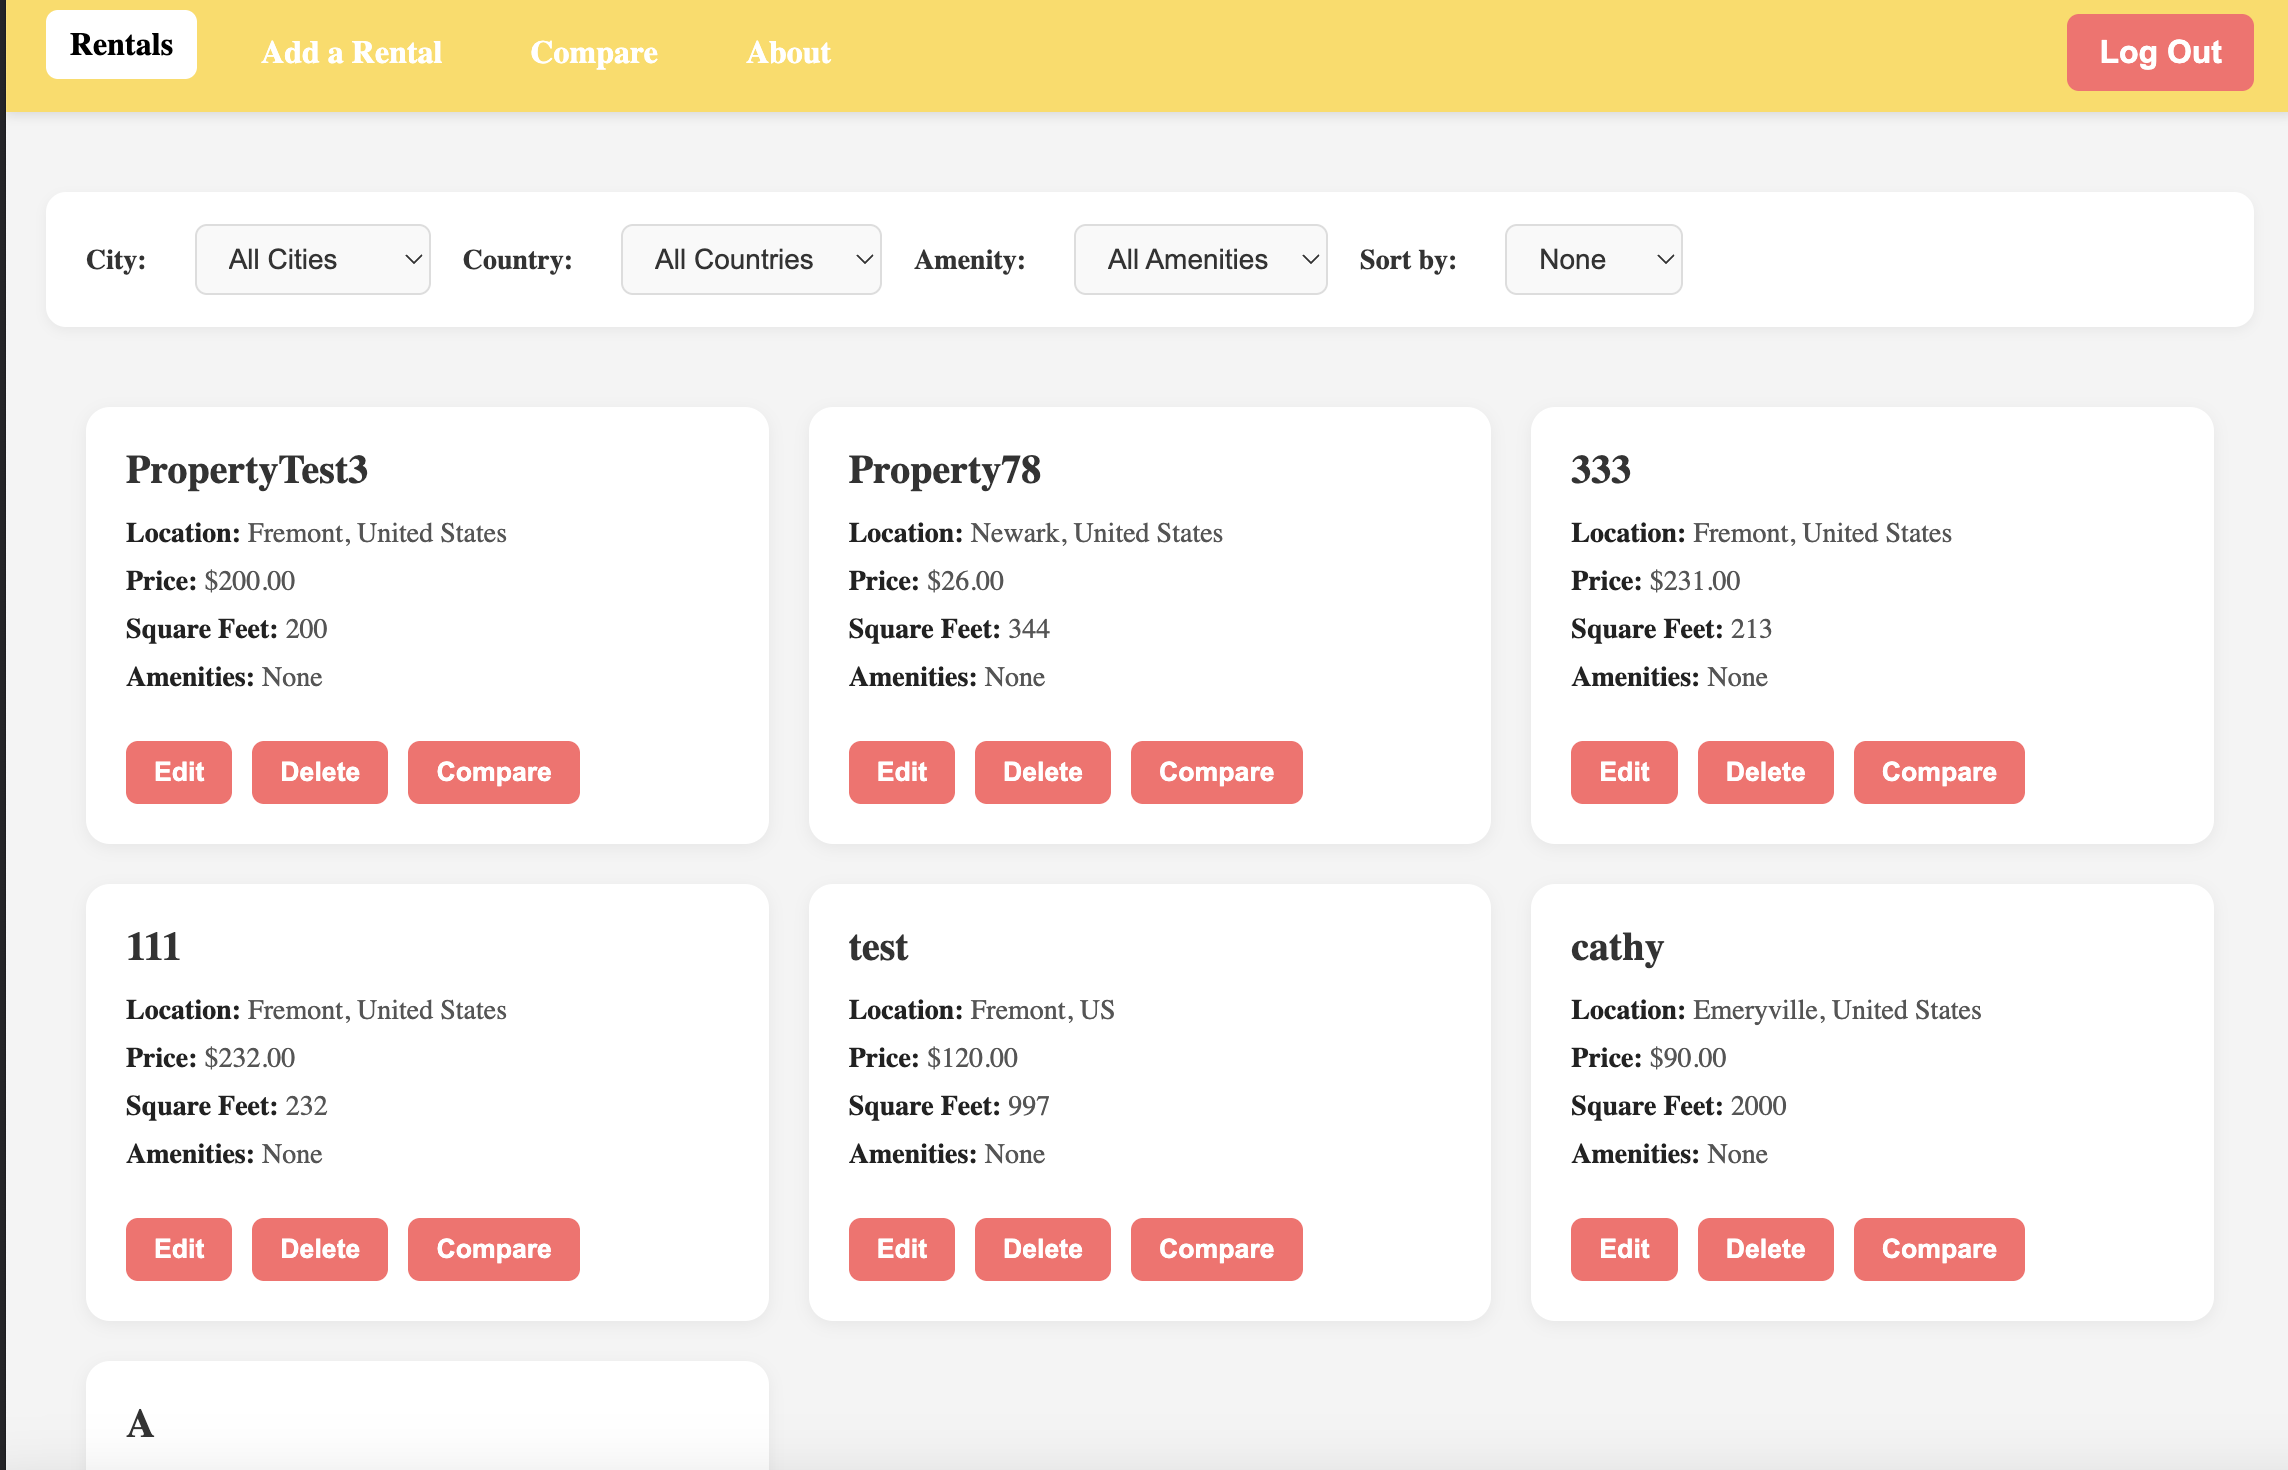 Rentals Add a Rental Compare About Log Out
City: All Cities Country: All Countries Amenity: All Amenities Sort by: None
PropertyTest3
Location: Fremont, United States
Price: $200.00
Square Feet: 200
Amenities: None
Edit Delete Compare
Property78
Location: Newark, United States
Price: $26.00
Square Feet: 344
Amenities: None
Edit Delete Compare
333
Location: Fremont, United States
Price: $231.00
Square Feet: 213
Amenities: None
Edit Delete Compare
111
Location: Fremont, United States
Price: $232.00
Square Feet: 232
Amenities: None
Edit Delete Compare
test
Location: Fremont, US
Price: $120.00
Square Feet: 997
Amenities: None
Edit Delete Compare
cathy
Location: Emeryville, United States
Price: $90.00
Square Feet: 2000
Amenities: None
Edit Delete Compare
A